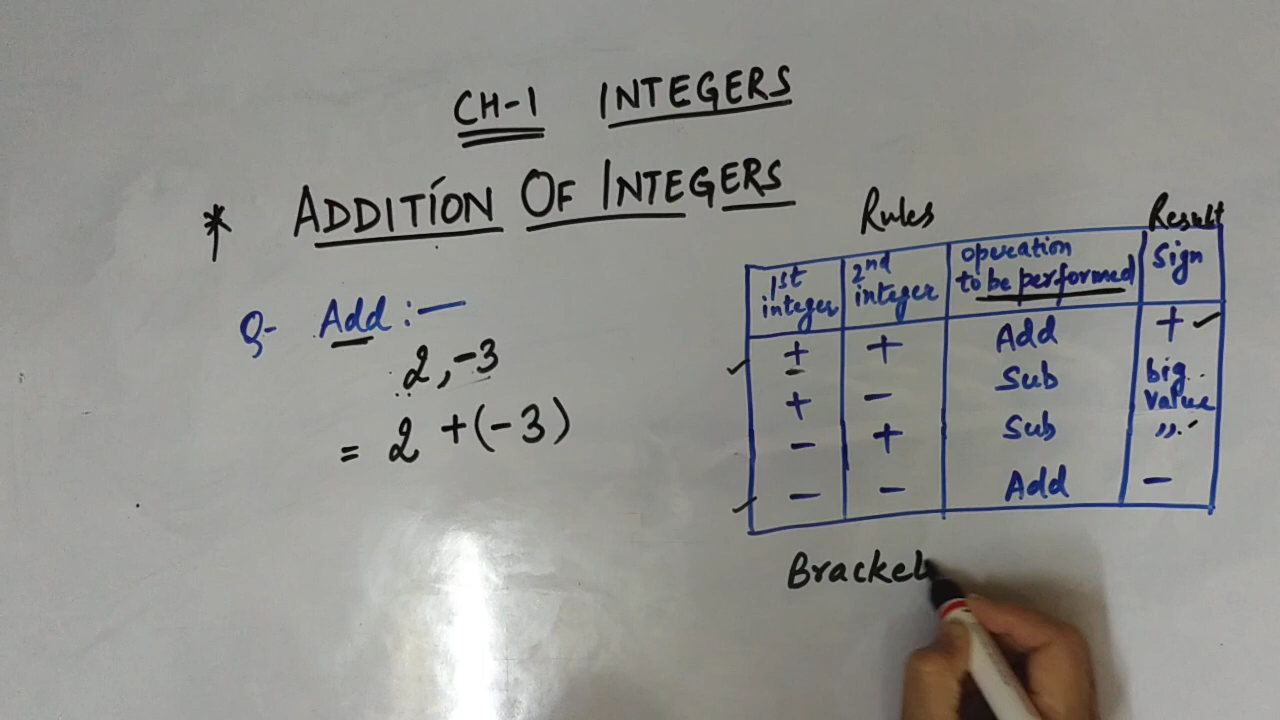 CH-1 INTEGERS
* ADDITION OF INTEGERS
Q- Add :-
2, -3
= 2 + (-3)
Rules Result
1st integer 2nd integer operation to be performed Sign
+ + Add +
+ - Sub big value
- + Sub ,,
- - Add -
Bracket